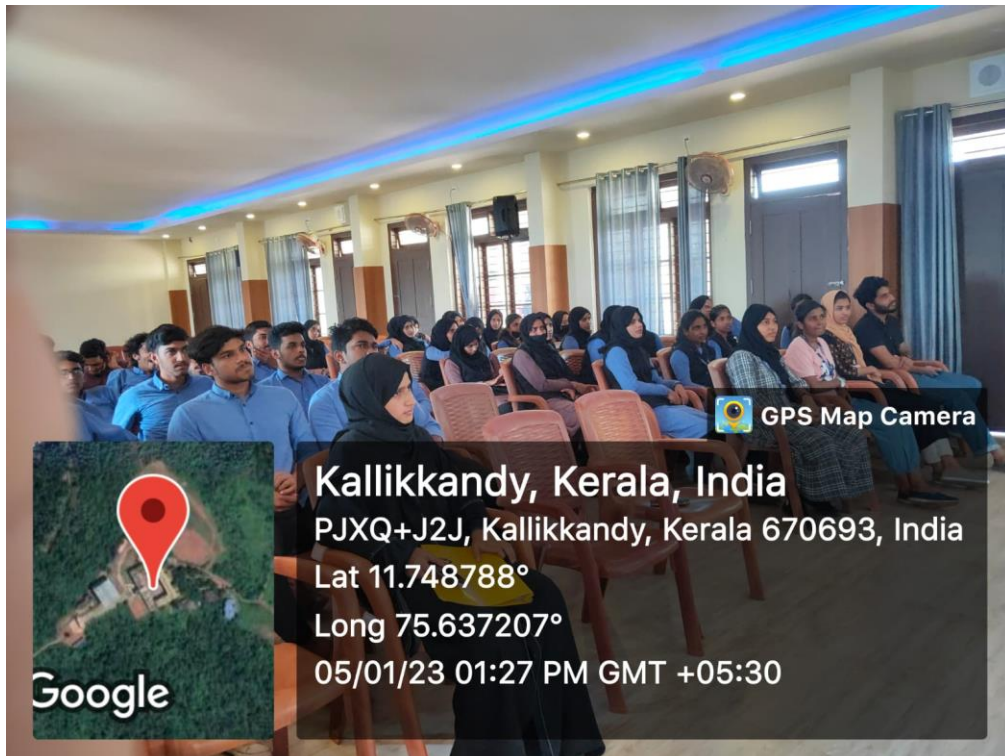 GPS Map Camera
Kallikkandy, Kerala, India
PJXQ+J2J, Kallikkandy, Kerala 670693, India
Lat 11.748788°
Long 75.637207°
05/01/23 01:27 PM GMT +05:30
Google